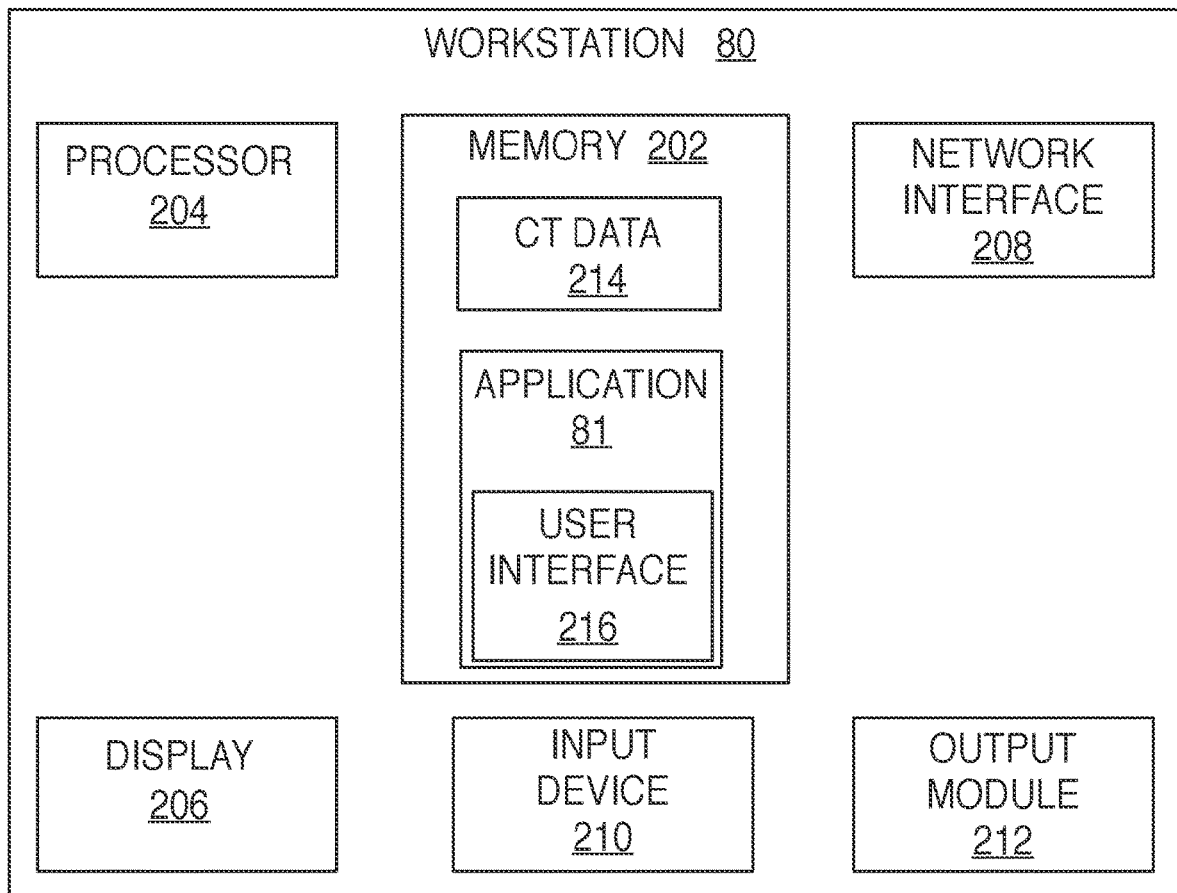 WORKSTATION 80
PROCESSOR
204
MEMORY 202
CT DATA
214
APPLICATION
81
USER
INTERFACE
216
NETWORK
INTERFACE
208
DISPLAY
206
INPUT
DEVICE
210
OUTPUT
MODULE
212